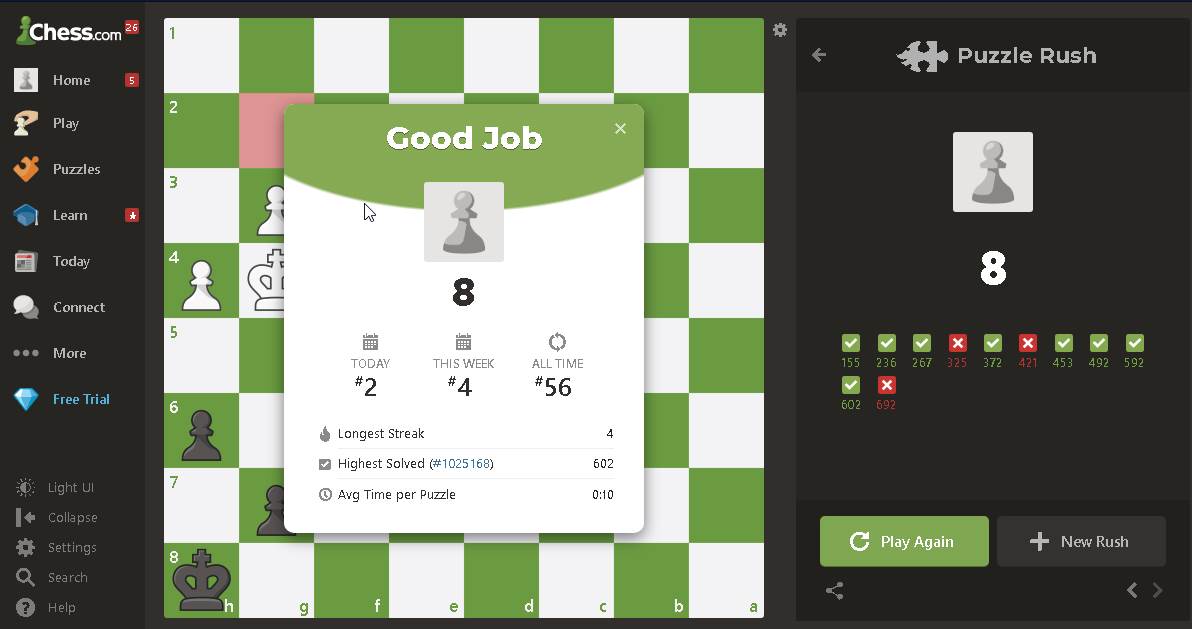 Chess.com 26
Home 5
Play
Puzzles
Learn
Today
Connect
More
Free Trial
Light UI
Collapse
Settings
Search
Help
1
2
3
4
5
6
7
8
h g f e d c b a
Good Job
8
TODAY THIS WEEK ALL TIME
#2 #4 #56
Longest Streak 4
Highest Solved (#1025168) 602
Avg Time per Puzzle 0:10
Puzzle Rush
8
155 236 267 325 372 421 453 492 592
602 692
Play Again New Rush